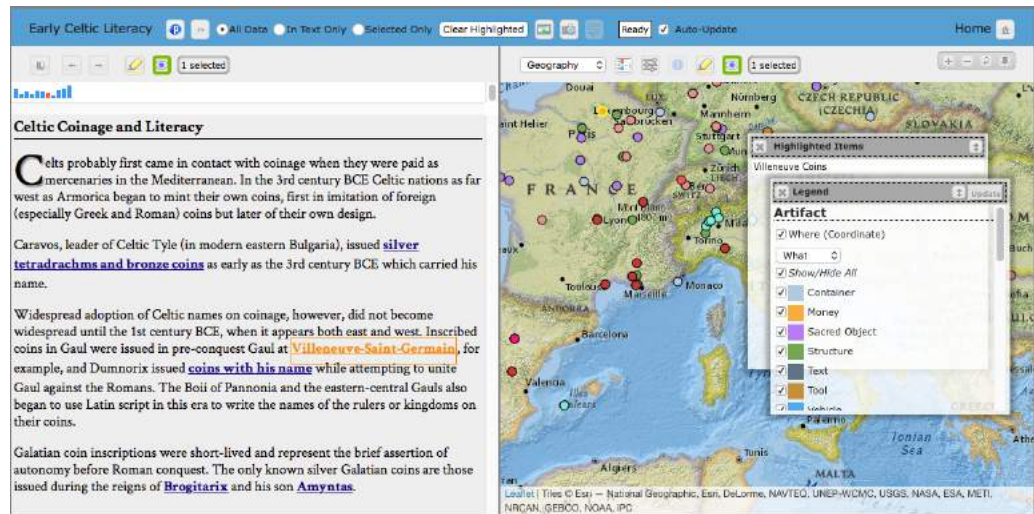 Early Celtic Literacy
All Data In Text Only Selected Only Clear Highlighted Ready Auto-Update Home
1 selected
Geography 1 selected
Celtic Coinage and Literacy
Celts probably first came in contact with coinage when they were paid as
mercenaries in the Mediterranean. In the 3rd century BCE Celtic nations as far
west as Armorica began to mint their own coins, first in imitation of foreign
(especially Greek and Roman) coins but later of their own design.
Caravos, leader of Celtic Tyle (in modern eastern Bulgaria), issued silver
tetradrachms and bronze coins as early as the 3rd century BCE which carried his
name.
Widespread adoption of Celtic names on coinage, however, did not become
widespread until the 1st century BCE, when it appears both east and west. Inscribed
coins in Gaul were issued in pre-conquest Gaul at Villeneuve-Saint-Germain, for
example, and Dumnorix issued coins with his name while attempting to unite
Gaul against the Romans. The Boii of Pannonia and the eastern-central Gauls also
began to use Latin script in this era to write the names of the rulers or kingdoms on
their coins.
Galatian coin inscriptions were short-lived and represent the brief assertion of
autonomy before Roman conquest. The only known silver Galatian coins are those
issued during the reigns of Brogitarix and his son Amyntas.
Douai
LUX.
Nürnberg
CZECH REPUBLIC
(CZECHIA)
Mannheim
SLOVAKIA
Saint Helier
Saarbrücken
Paris
Stuttgart
Zürich
FRANCE
SWITZ
Lyon
Torino
Toulouse
Marseille
Monaco
ANDORRA
Barcelona
Valencia
Palermo
Ionian
Sea
Tunis
Algiers
MALTA
Highlighted Items
Villeneuve Coins
Legend Update
Artifact
Where (Coordinate)
What
Show/Hide All
Container
Money
Sacred Object
Structure
Text
Tool
Vehicle
Leaflet | Tiles © Esri — National Geographic, Esri, DeLorme, NAVTEQ, UNEP-WCMC, USGS, NASA, ESA, METI,
NRCAN, GEBCO, NOAA, IPC